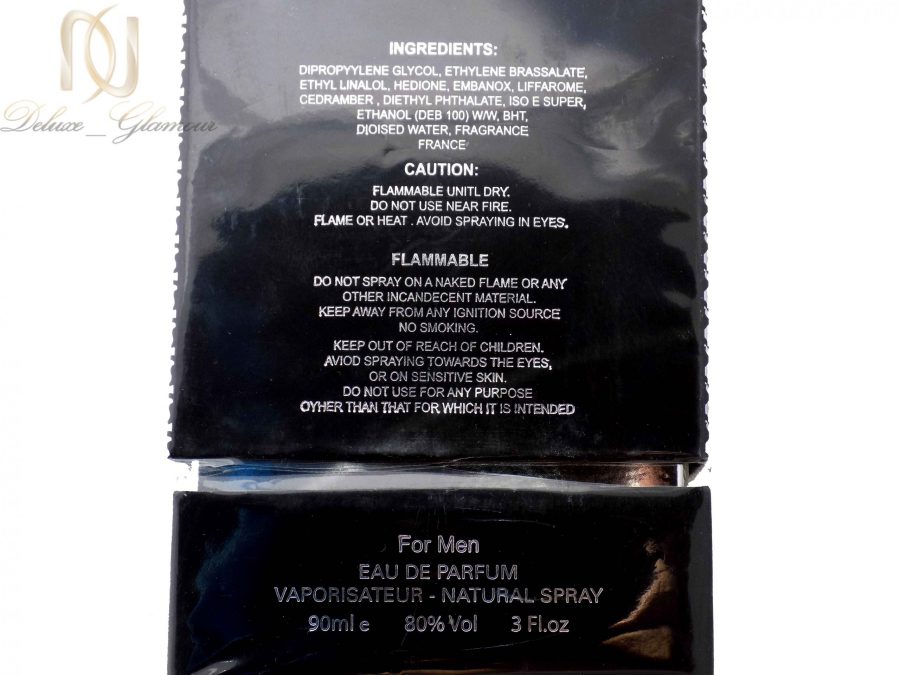 Deluxe_Glamour
INGREDIENTS:
DIPROPYYLENE GLYCOL, ETHYLENE BRASSALATE,
ETHYL LINALOL, HEDIONE, EMBANOX, LIFFAROME,
CEDRAMBER , DIETHYL PHTHALATE, ISO E SUPER,
ETHANOL (DEB 100) W/W, BHT,
DIOISED WATER, FRAGRANCE
FRANCE
CAUTION:
FLAMMABLE UNITL DRY.
DO NOT USE NEAR FIRE.
FLAME OR HEAT . AVOID SPRAYING IN EYES.
FLAMMABLE
DO NOT SPRAY ON A NAKED FLAME OR ANY
OTHER INCANDECENT MATERIAL.
KEEP AWAY FROM ANY IGNITION SOURCE
NO SMOKING.
KEEP OUT OF REACH OF CHILDREN.
AVIOD SPRAYING TOWARDS THE EYES,
OR ON SENSITIVE SKIN.
DO NOT USE FOR ANY PURPOSE
OYHER THAN THAT FOR WHICH IT IS INTENDED
For Men
EAU DE PARFUM
VAPORISATEUR - NATURAL SPRAY
90ml e 80% Vol 3 Fl.oz